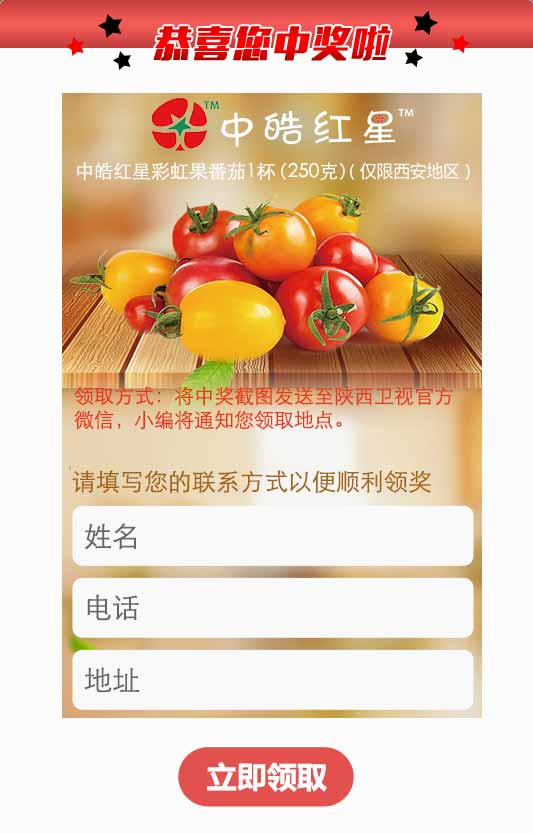 恭喜您中奖啦
中皓红星TM
中皓红星彩虹果番茄1杯(250克)(仅限西安地区)
领取方式：将中奖截图发送至陕西卫视官方
微信，小编将通知您领取地点。
请填写您的联系方式以便顺利领奖
姓名
电话
地址
立即领取